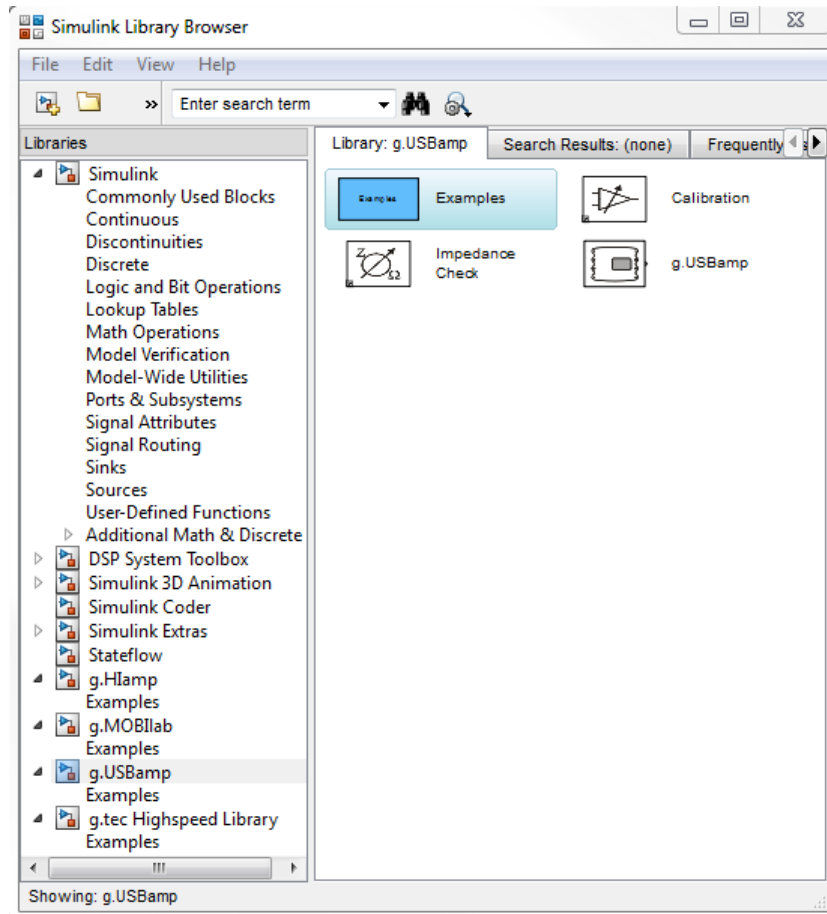 Simulink Library Browser
File Edit View Help
» Enter search term
Libraries
Library: g.USBamp Search Results: (none) Frequently
Simulink
Commonly Used Blocks
Continuous
Discontinuities
Discrete
Logic and Bit Operations
Lookup Tables
Math Operations
Model Verification
Model-Wide Utilities
Ports & Subsystems
Signal Attributes
Signal Routing
Sinks
Sources
User-Defined Functions
Additional Math & Discrete
DSP System Toolbox
Simulink 3D Animation
Simulink Coder
Simulink Extras
Stateflow
g.HIamp
Examples
g.MOBIlab
Examples
g.USBamp
Examples
g.tec Highspeed Library
Examples
Examples Examples
Calibration
Z Ω
Impedance
Check
g.USBamp
Showing: g.USBamp